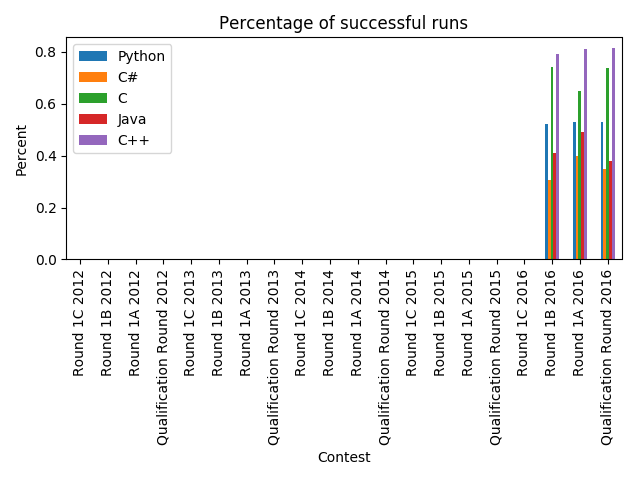 Percentage of successful runs
Python
C#
C
Java
C++
Percent
0.8
0.6
0.4
0.2
0.0
Round 1C 2012
Round 1B 2012
Round 1A 2012
Qualification Round 2012
Round 1C 2013
Round 1B 2013
Round 1A 2013
Qualification Round 2013
Round 1C 2014
Round 1B 2014
Round 1A 2014
Qualification Round 2014
Round 1C 2015
Round 1B 2015
Round 1A 2015
Qualification Round 2015
Round 1C 2016
Round 1B 2016
Round 1A 2016
Qualification Round 2016
Contest